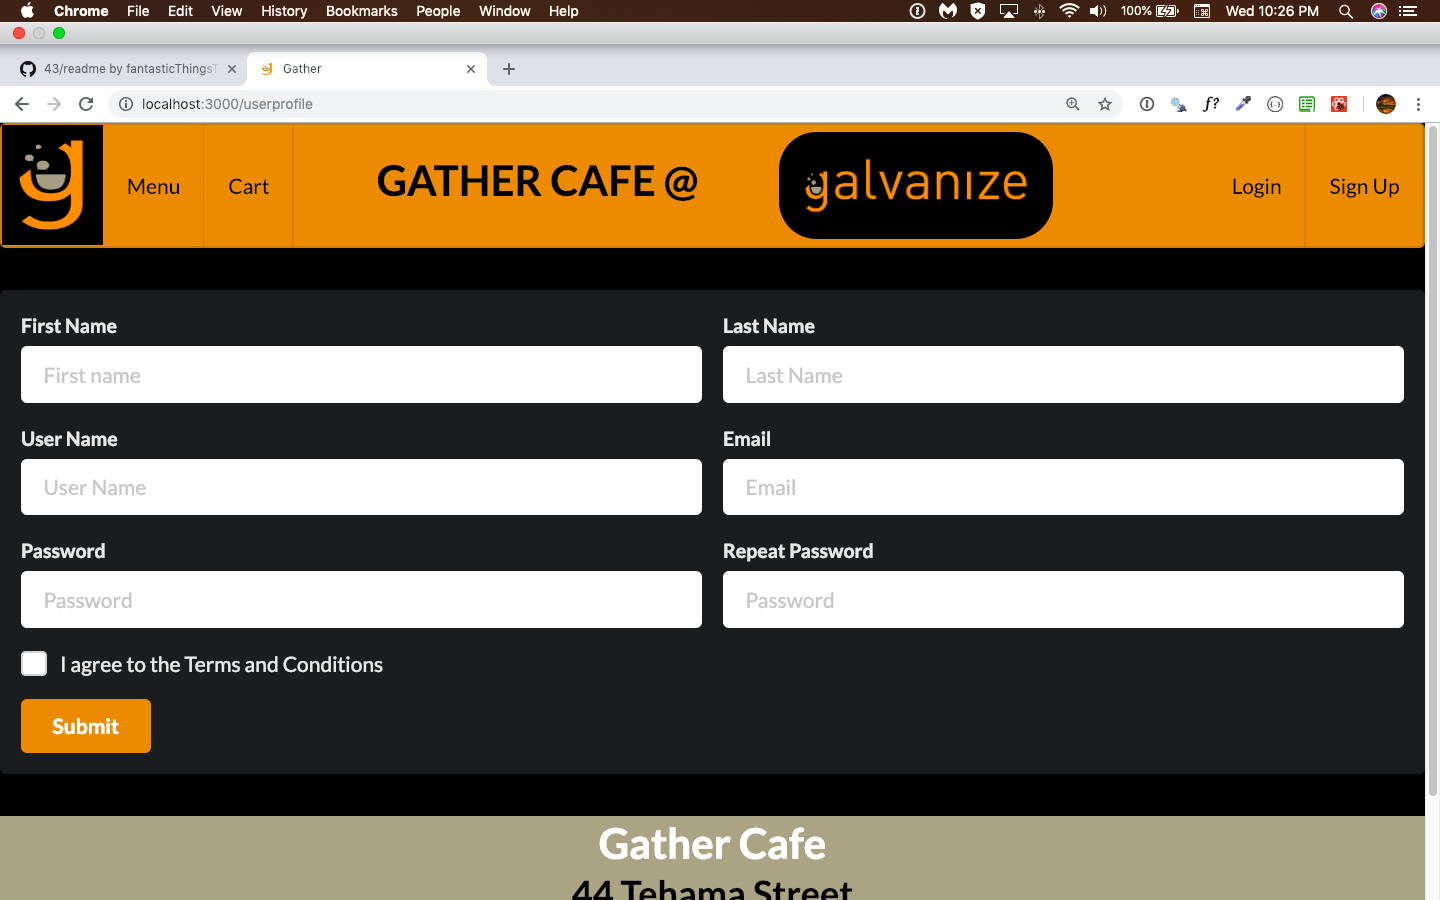 Chrome File Edit View History Bookmarks People Window Help 100% Wed 10:26 PM
43/readme by fantasticThingsT Gather
localhost:3000/userprofile f?
g Menu Cart GATHER CAFE @ galvanize Login Sign Up
First Name Last Name
First name Last Name
User Name Email
User Name Email
Password Repeat Password
Password Password
I agree to the Terms and Conditions
Submit
Gather Cafe
44 Tehama Street